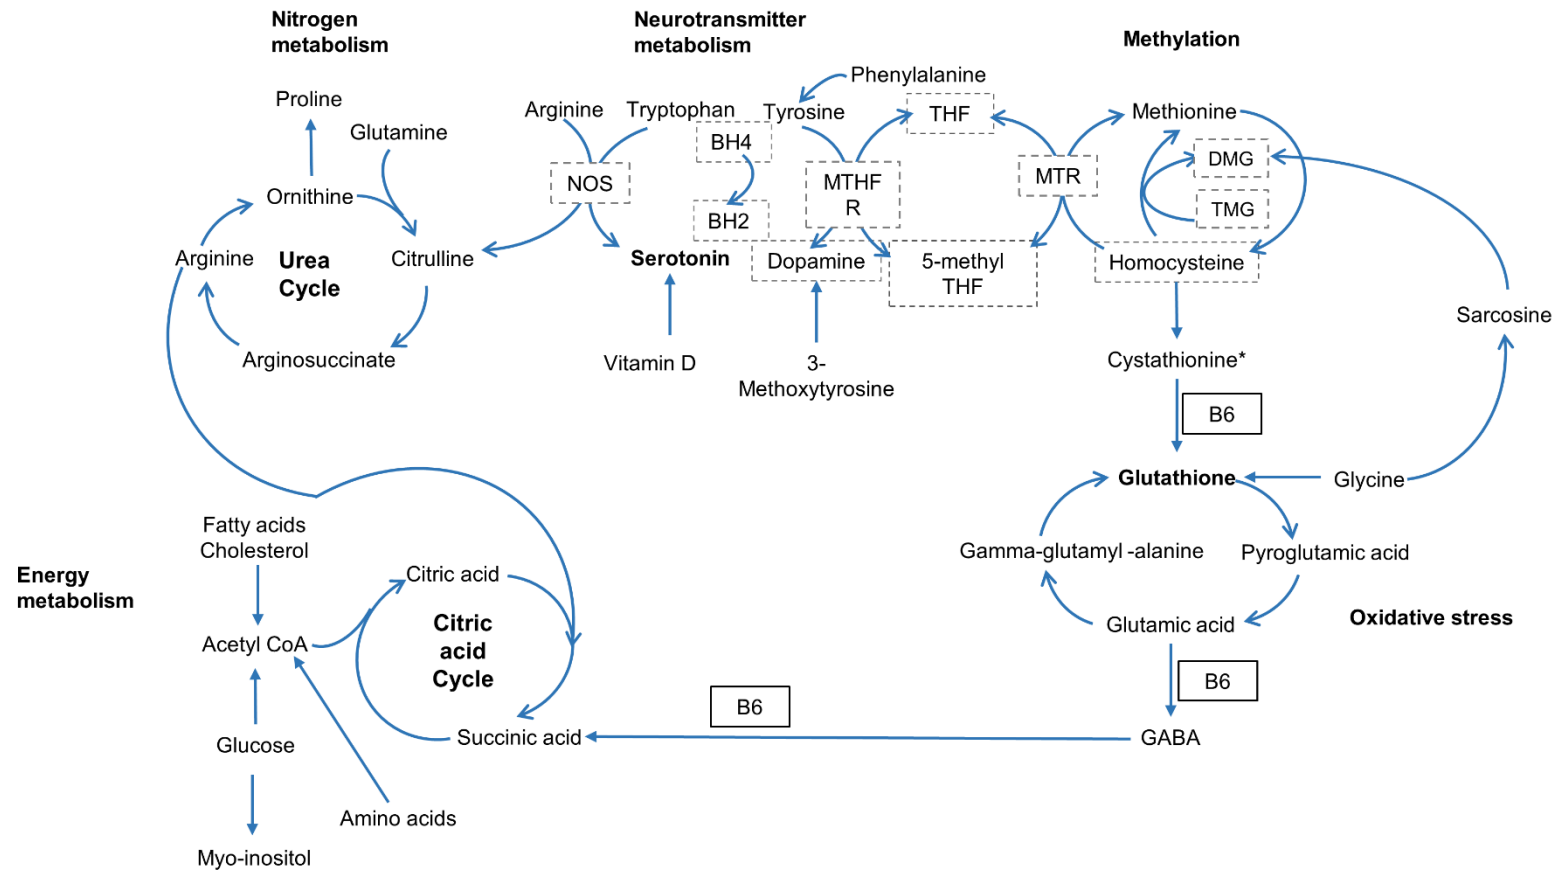 Nitrogen
metabolism
Neurotransmitter
metabolism
Methylation
Proline
Glutamine
Ornithine
Arginine
Urea
Cycle
Citrulline
Arginosuccinate
Arginine
Tryptophan
NOS
BH4
BH2
Serotonin
Vitamin D
Phenylalanine
Tyrosine
THF
MTHF
R
Dopamine
5-methyl
THF
3-
Methoxytyrosine
MTR
Methionine
DMG
TMG
Homocysteine
Sarcosine
Cystathionine*
B6
Glutathione
Glycine
Gamma-glutamyl -alanine
Pyroglutamic acid
Glutamic acid
Oxidative stress
B6
GABA
B6
Energy
metabolism
Fatty acids
Cholesterol
Citric acid
Acetyl CoA
Citric
acid
Cycle
Succinic acid
Glucose
Amino acids
Myo-inositol